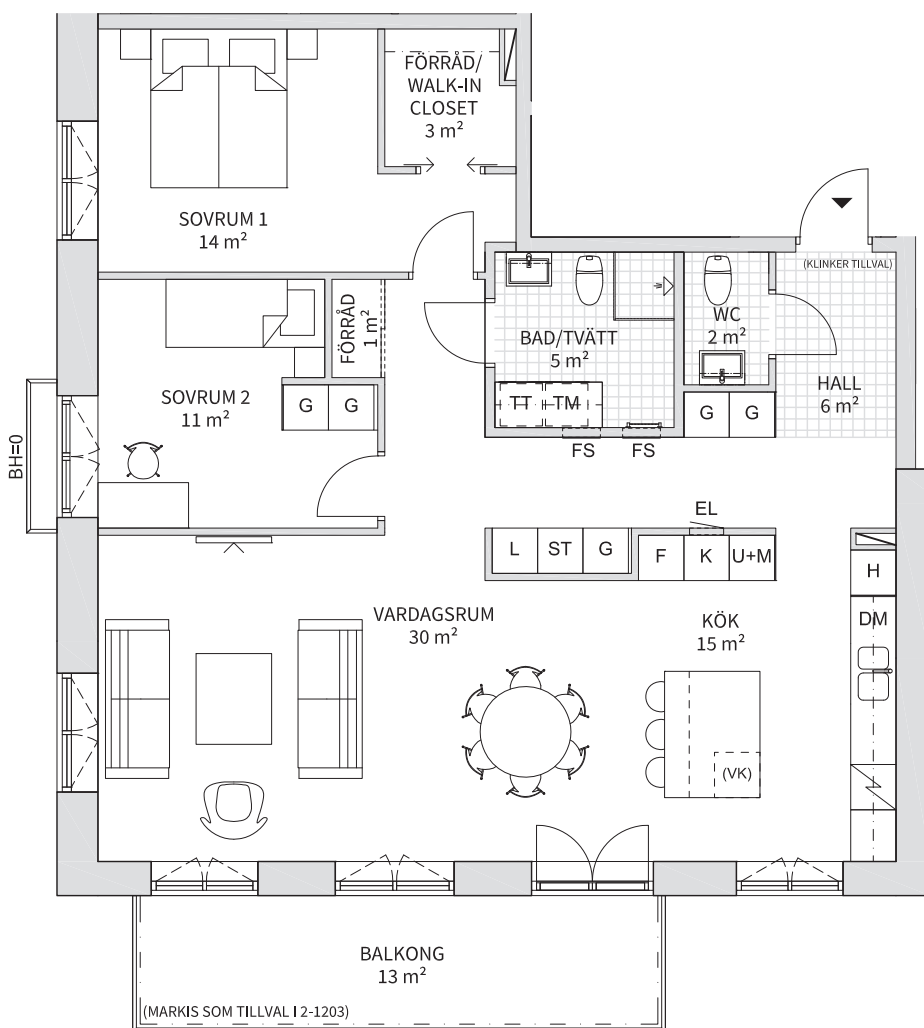 FÖRRÅD/
WALK-IN
CLOSET
3 m²
SOVRUM 1
14 m²
(KLINKER TILLVAL)
WC
2 m²
BAD/TVÄTT
5 m²
FÖRRÅD
1 m²
HALL
6 m²
SOVRUM 2
11 m²
G
G
TT
TM
G
G
BH=0
FS
FS
EL
L
ST
G
F
K
U+M
H
VARDAGSRUM
30 m²
KÖK
15 m²
DM
(VK)
BALKONG
13 m²
(MARKIS SOM TILLVAL I 2-1203)